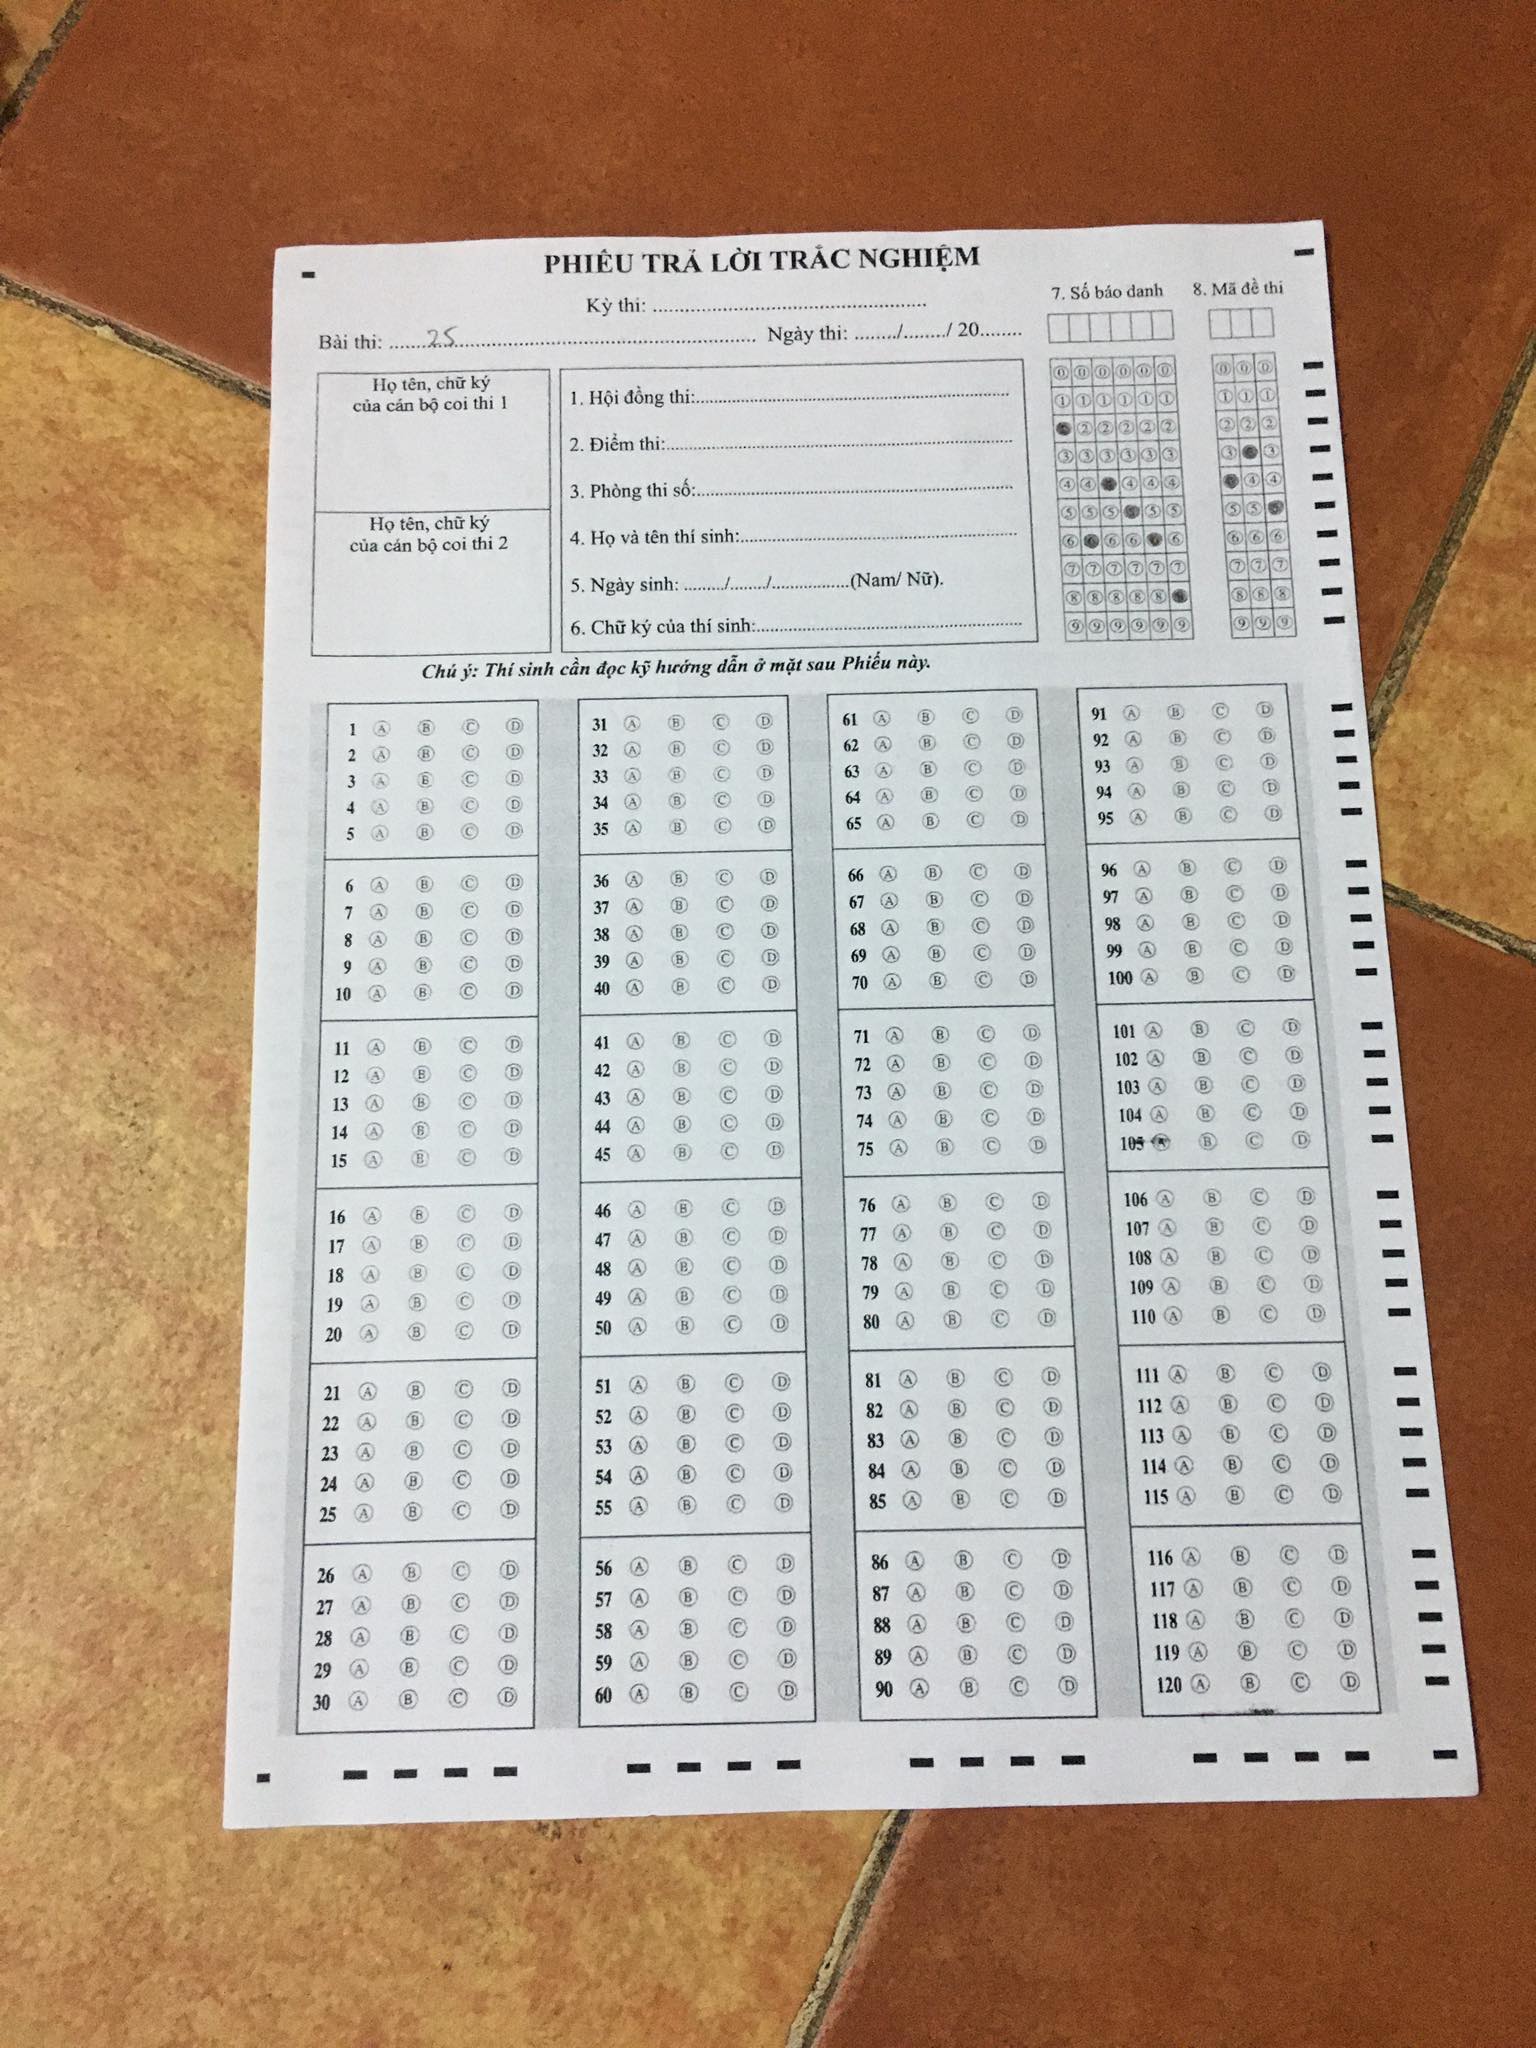 PHIẾU TRẢ LỜI TRẮC NGHIỆM
Kỳ thi: ....................................................
Bài thi: .......25......................................................... Ngày thi: ......../......../ 20........
7. Số báo danh 8. Mã đề thi
Họ tên, chữ ký
của cán bộ coi thi 1
Họ tên, chữ ký
của cán bộ coi thi 2
1. Hội đồng thi:............................................................
2. Điểm thi:............................................................
3. Phòng thi số:............................................................
4. Họ và tên thí sinh:............................................................
5. Ngày sinh: ......../......../................(Nam/ Nữ).
6. Chữ ký của thí sinh:............................................................
0 0 0 0 0 0 0 0 0
1 1 1 1 1 1 1 1 1
2 2 2 2 2 2 2 2
3 3 3 3 3 3 3 3
4 4 4 4 4 4 4
5 5 5 5 5 5 5
6 6 6 6 6 6 6
7 7 7 7 7 7 7 7 7
8 8 8 8 8 8 8 8
9 9 9 9 9 9 9 9 9
Chú ý: Thí sinh cần đọc kỹ hướng dẫn ở mặt sau Phiếu này.
1 A B C D
2 A B C D
3 A B C D
4 A B C D
5 A B C D
6 A B C D
7 A B C D
8 A B C D
9 A B C D
10 A B C D
11 A B C D
12 A B C D
13 A B C D
14 A B C D
15 A B C D
16 A B C D
17 A B C D
18 A B C D
19 A B C D
20 A B C D
21 A B C D
22 A B C D
23 A B C D
24 A B C D
25 A B C D
26 A B C D
27 A B C D
28 A B C D
29 A B C D
30 A B C D
31 A B C D
32 A B C D
33 A B C D
34 A B C D
35 A B C D
36 A B C D
37 A B C D
38 A B C D
39 A B C D
40 A B C D
41 A B C D
42 A B C D
43 A B C D
44 A B C D
45 A B C D
46 A B C D
47 A B C D
48 A B C D
49 A B C D
50 A B C D
51 A B C D
52 A B C D
53 A B C D
54 A B C D
55 A B C D
56 A B C D
57 A B C D
58 A B C D
59 A B C D
60 A B C D
61 A B C D
62 A B C D
63 A B C D
64 A B C D
65 A B C D
66 A B C D
67 A B C D
68 A B C D
69 A B C D
70 A B C D
71 A B C D
72 A B C D
73 A B C D
74 A B C D
75 A B C D
76 A B C D
77 A B C D
78 A B C D
79 A B C D
80 A B C D
81 A B C D
82 A B C D
83 A B C D
84 A B C D
85 A B C D
86 A B C D
87 A B C D
88 A B C D
89 A B C D
90 A B C D
91 A B C D
92 A B C D
93 A B C D
94 A B C D
95 A B C D
96 A B C D
97 A B C D
98 A B C D
99 A B C D
100 A B C D
101 A B C D
102 A B C D
103 A B C D
104 A B C D
105 A B C D
106 A B C D
107 A B C D
108 A B C D
109 A B C D
110 A B C D
111 A B C D
112 A B C D
113 A B C D
114 A B C D
115 A B C D
116 A B C D
117 A B C D
118 A B C D
119 A B C D
120 A B C D